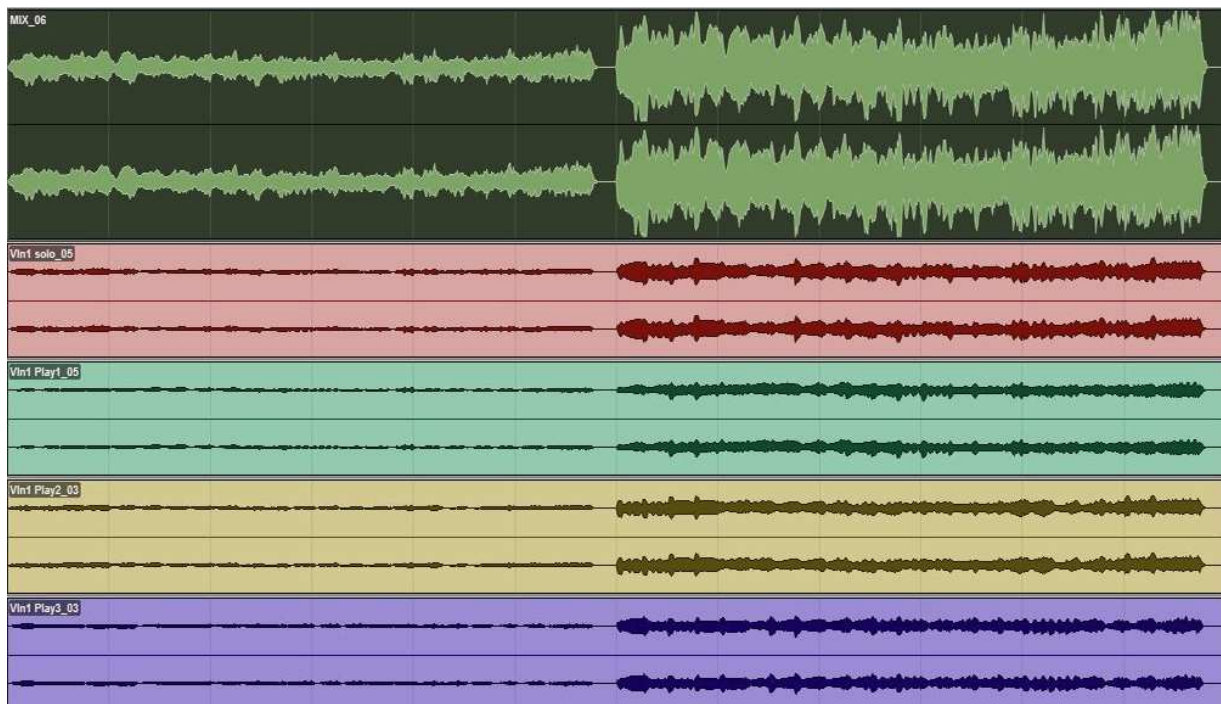 MIX_06
Vln1 solo_05
Vln1 Play1_05
Vln1 Play2_03
Vln1 Play3_03